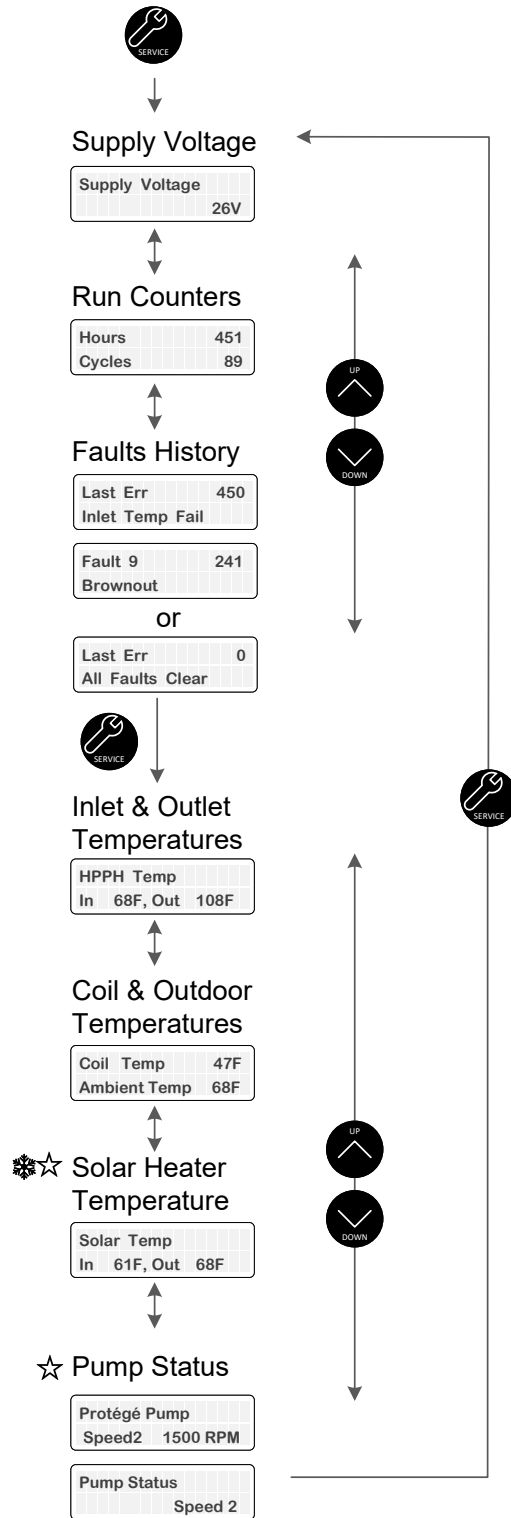 SERVICE
Supply Voltage
Supply Voltage
26V
Run Counters
Hours 451
Cycles 89
UP
DOWN
Faults History
Last Err 450
Inlet Temp Fail
Fault 9 241
Brownout
or
Last Err 0
All Faults Clear
SERVICE
SERVICE
Inlet & Outlet
Temperatures
HPPH Temp
In 68F, Out 108F
Coil & Outdoor
Temperatures
Coil Temp 47F
Ambient Temp 68F
UP
DOWN
Solar Heater
Temperature
Solar Temp
In 61F, Out 68F
Pump Status
Protégé Pump
Speed2 1500 RPM
Pump Status
Speed 2